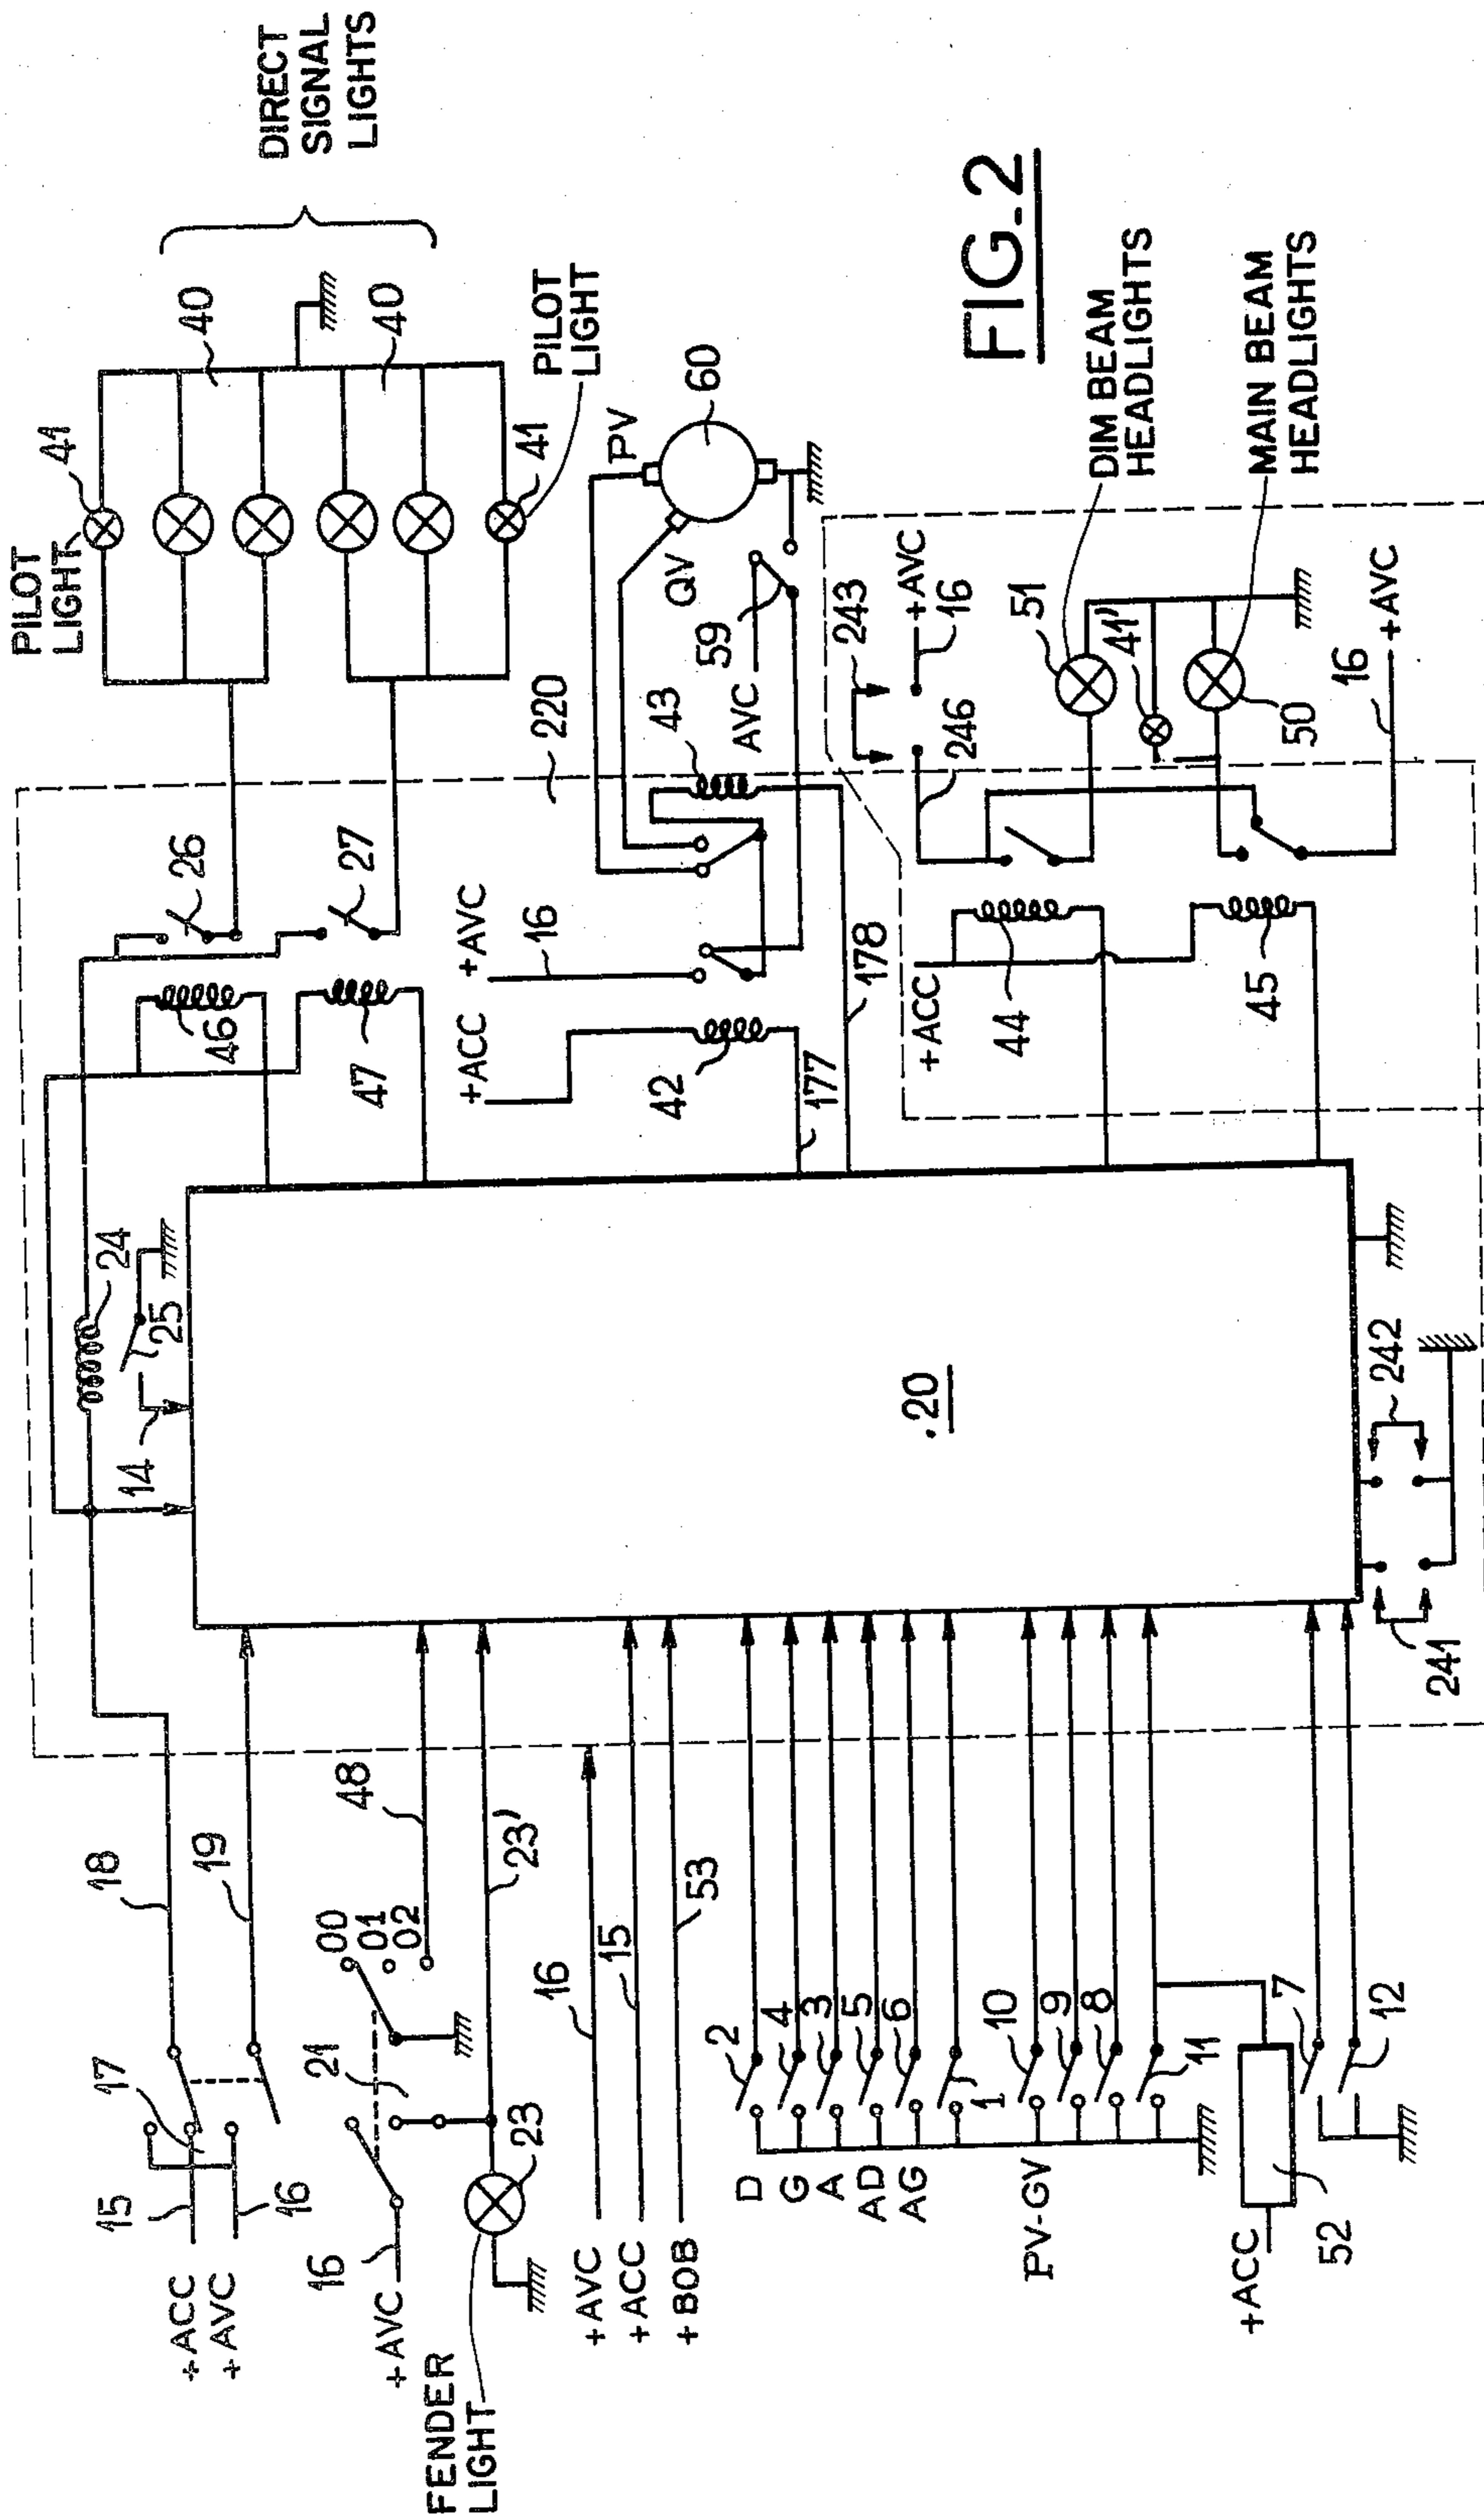 PILOT
LIGHT
41
40
40
DIRECT
SIGNAL
LIGHTS
41
PILOT
LIGHT
26
27
46
47
24
25
14
18
19
17
15
16
+ACC
+AVC
220
PV
QV
60
59
AVC
43
+AVC
16
+ACC
42
177
178
FIG_2
48
00
01
02
21
16
+AVC
23'
23
FENDER
LIGHT
16
15
53
+AVC
+ACC
+BOB
.20
243
+AVC
16
246
51
41'
50
DIM BEAM
HEADLIGHTS
MAIN BEAM
HEADLIGHTS
16
+AVC
+ACC
44
45
2
4
3
5
6
1
D
G
A
AD
AG
10
9
8
11
PV-GV
+ACC
52
7
12
241
242